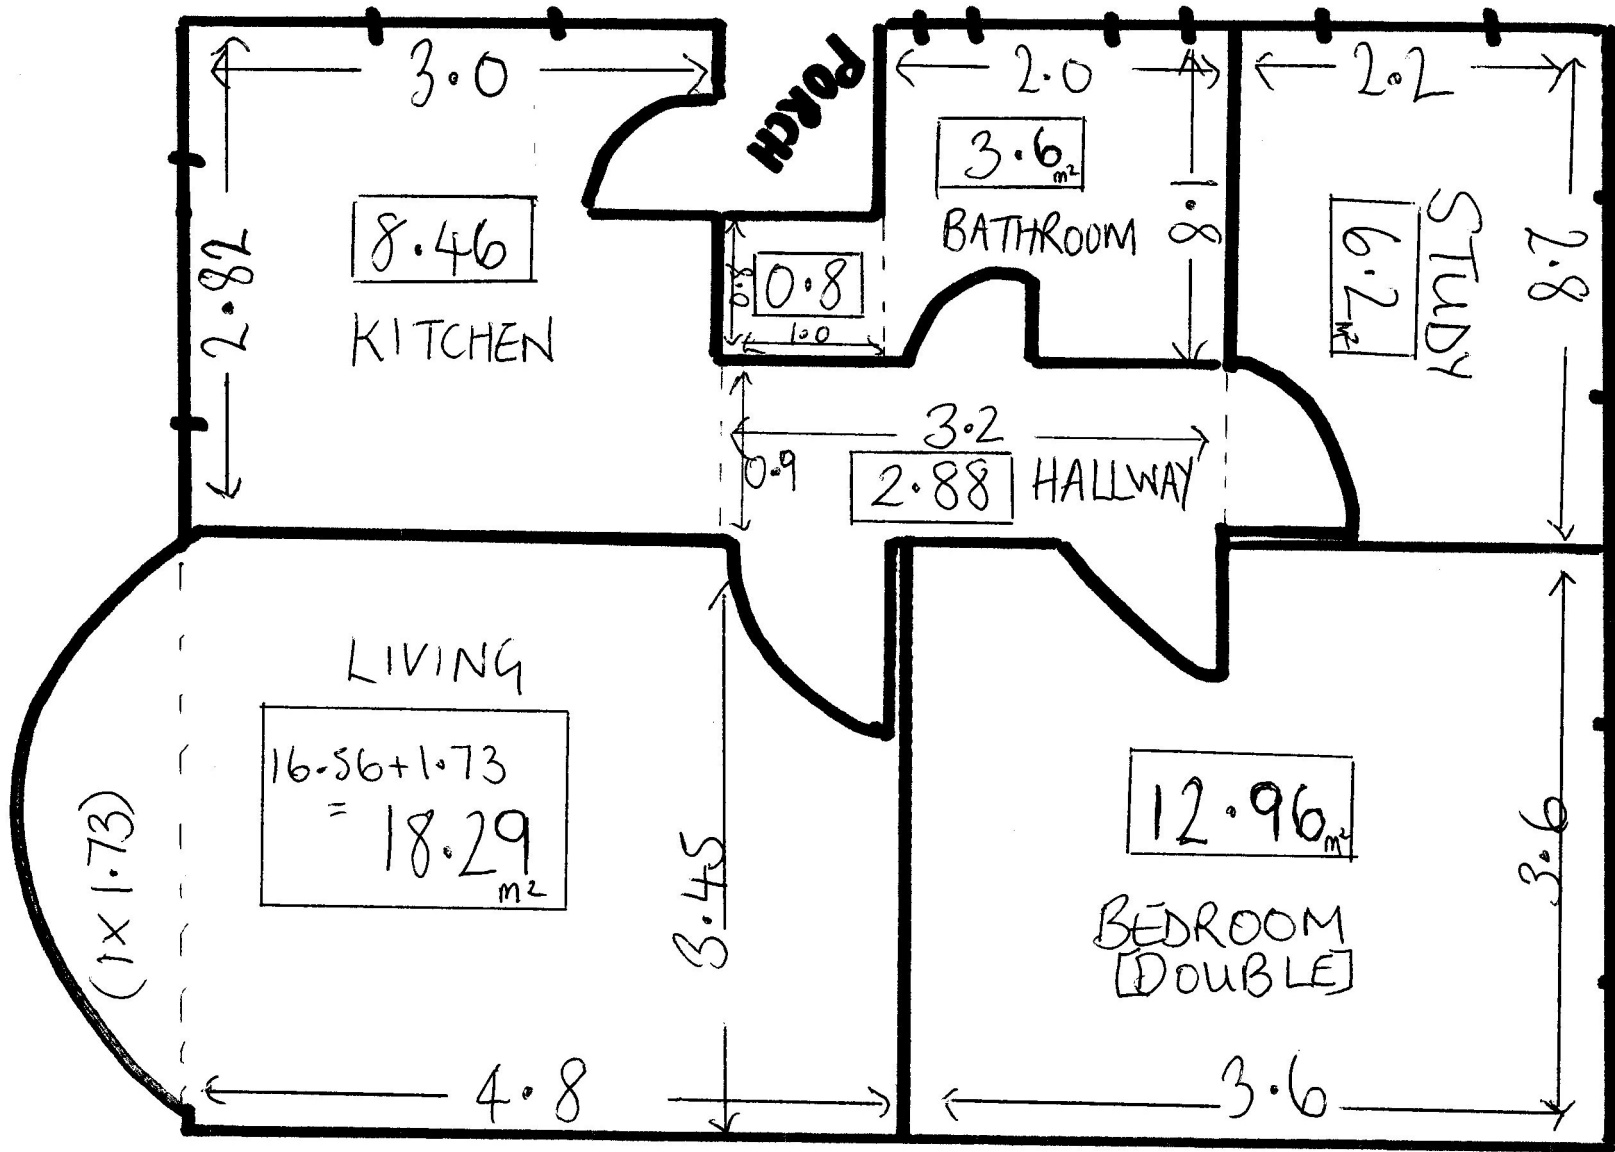 3.0
PORCH
2.0
2.2
3.6 m²
BATHROOM
1.8
STUDY
6.2 m²
2.8
8.46
KITCHEN
2.82
0.8
0.8
1.0
3.2
0.9
2.88
HALLWAY
LIVING
16.56+1.73
= 18.29
m²
(1 X 1.73)
3.45
4.8
12.96 m²
BEDROOM
[DOUBLE]
3.6
3.6